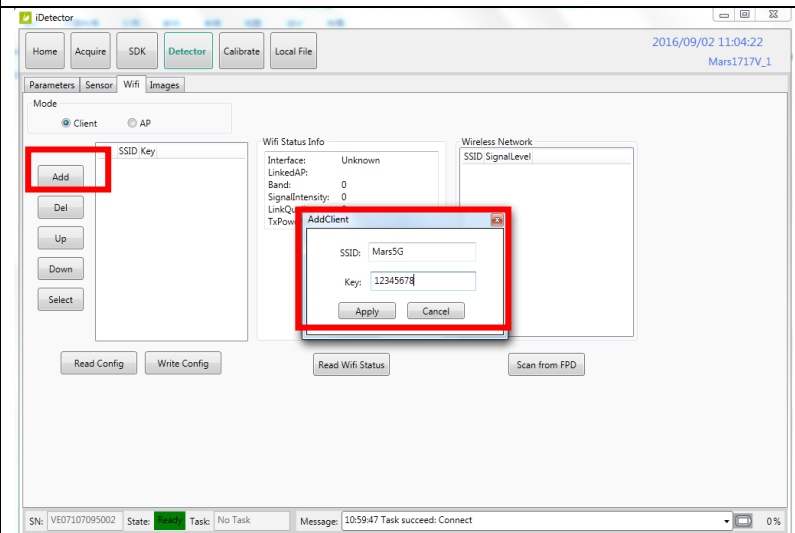 iDetector
Home Acquire SDK Detector Calibrate Local File
2016/09/02 11:04:22
Mars1717V_1
Parameters Sensor Wifi Images
Mode
Client AP
SSID Key
Add
Del
Up
Down
Select
Wifi Status Info
Interface: Unknown
LinkedAP:
Band: 0
SignalIntensity: 0
LinkQu
TxPowe
Wireless Network
SSID SignalLevel
AddClient
SSID: Mars5G
Key: 12345678
Apply Cancel
Read Config Write Config Read Wifi Status Scan from FPD
SN: VE07107095002 State: Ready Task: No Task Message: 10:59:47 Task succeed: Connect 0%